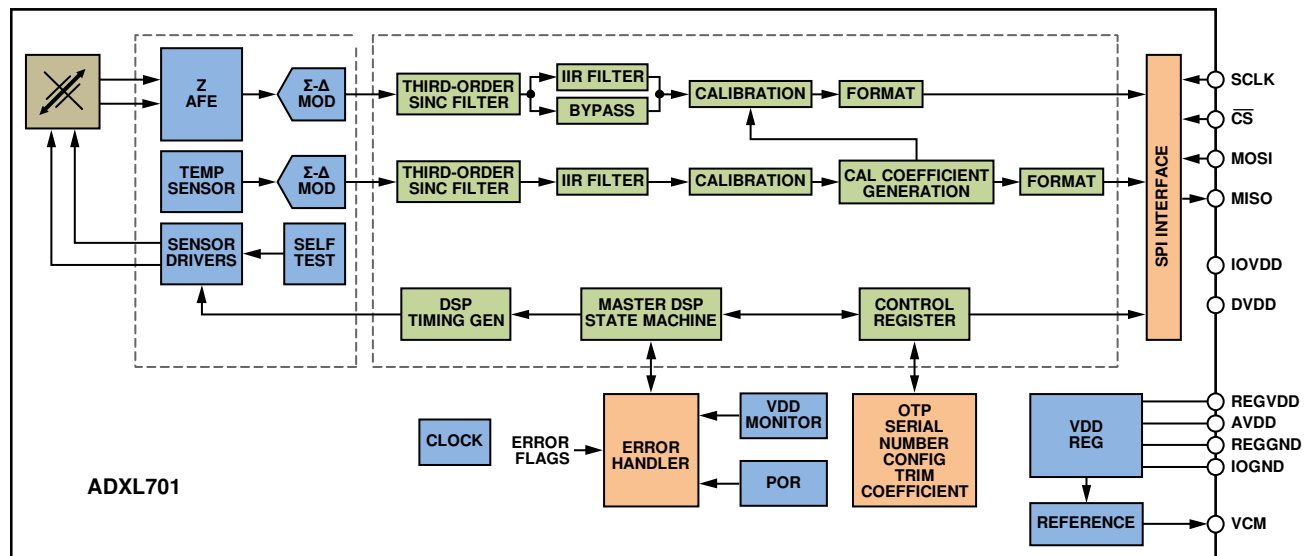 Z
AFE
Σ-Δ
MOD
THIRD-ORDER
SINC FILTER
IIR FILTER
BYPASS
CALIBRATION
FORMAT
TEMP
SENSOR
Σ-Δ
MOD
THIRD-ORDER
SINC FILTER
IIR FILTER
CALIBRATION
CAL COEFFICIENT
GENERATION
FORMAT
SENSOR
DRIVERS
SELF
TEST
DSP
TIMING GEN
MASTER DSP
STATE MACHINE
CONTROL
REGISTER
SPI INTERFACE
SCLK
C̅S̅
MOSI
MISO
IOVDD
DVDD
CLOCK
ERROR
FLAGS
ERROR
HANDLER
VDD
MONITOR
POR
OTP
SERIAL
NUMBER
CONFIG
TRIM
COEFFICIENT
VDD
REG
REGVDD
AVDD
REGGND
IOGND
REFERENCE
VCM
ADXL701